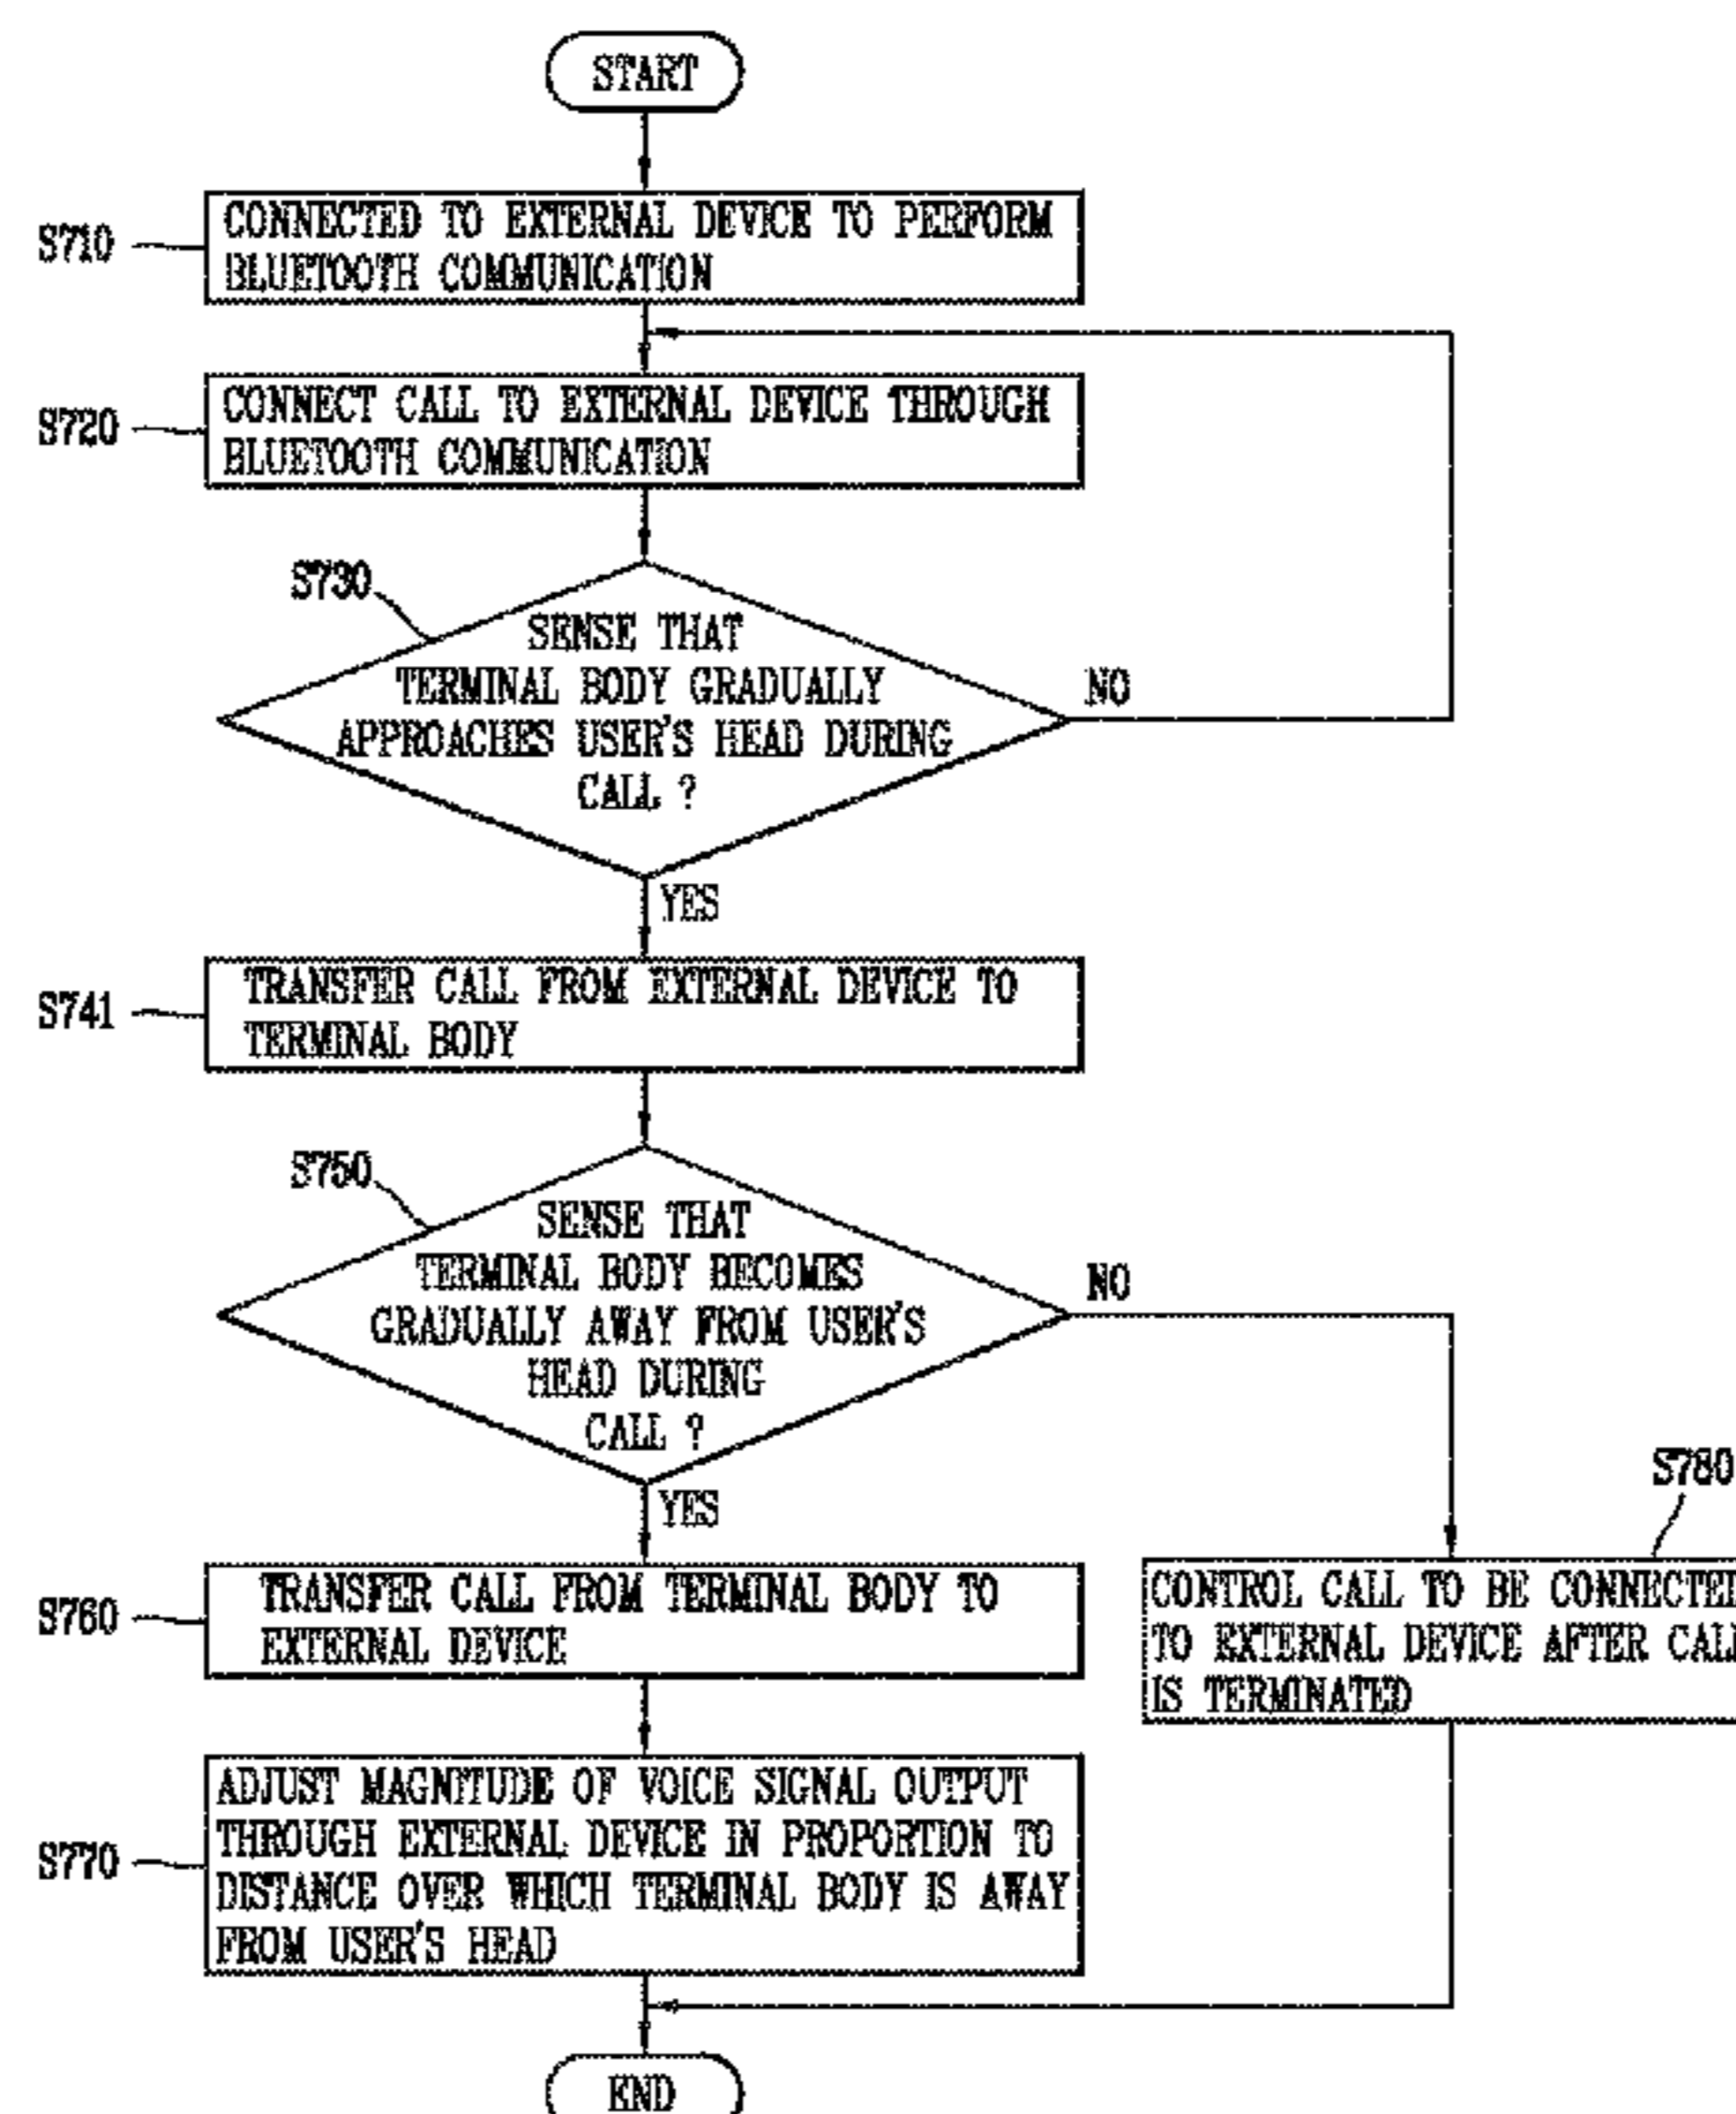 START
S710
CONNECTED TO EXTERNAL DEVICE TO PERFORM
BLUETOOTH COMMUNICATION
S720
CONNECT CALL TO EXTERNAL DEVICE THROUGH
BLUETOOTH COMMUNICATION
S730
SENSE THAT
TERMINAL BODY GRADUALLY
APPROACHES USER'S HEAD DURING
CALL ?
NO
YES
S741
TRANSFER CALL FROM EXTERNAL DEVICE TO
TERMINAL BODY
S750
SENSE THAT
TERMINAL BODY BECOMES
GRADUALLY AWAY FROM USER'S
HEAD DURING
CALL ?
NO
YES
S760
TRANSFER CALL FROM TERMINAL BODY TO
EXTERNAL DEVICE
S780
CONTROL CALL TO BE CONNECTED
TO EXTERNAL DEVICE AFTER CALL
IS TERMINATED
S770
ADJUST MAGNITUDE OF VOICE SIGNAL OUTPUT
THROUGH EXTERNAL DEVICE IN PROPORTION TO
DISTANCE OVER WHICH TERMINAL BODY IS AWAY
FROM USER'S HEAD
END